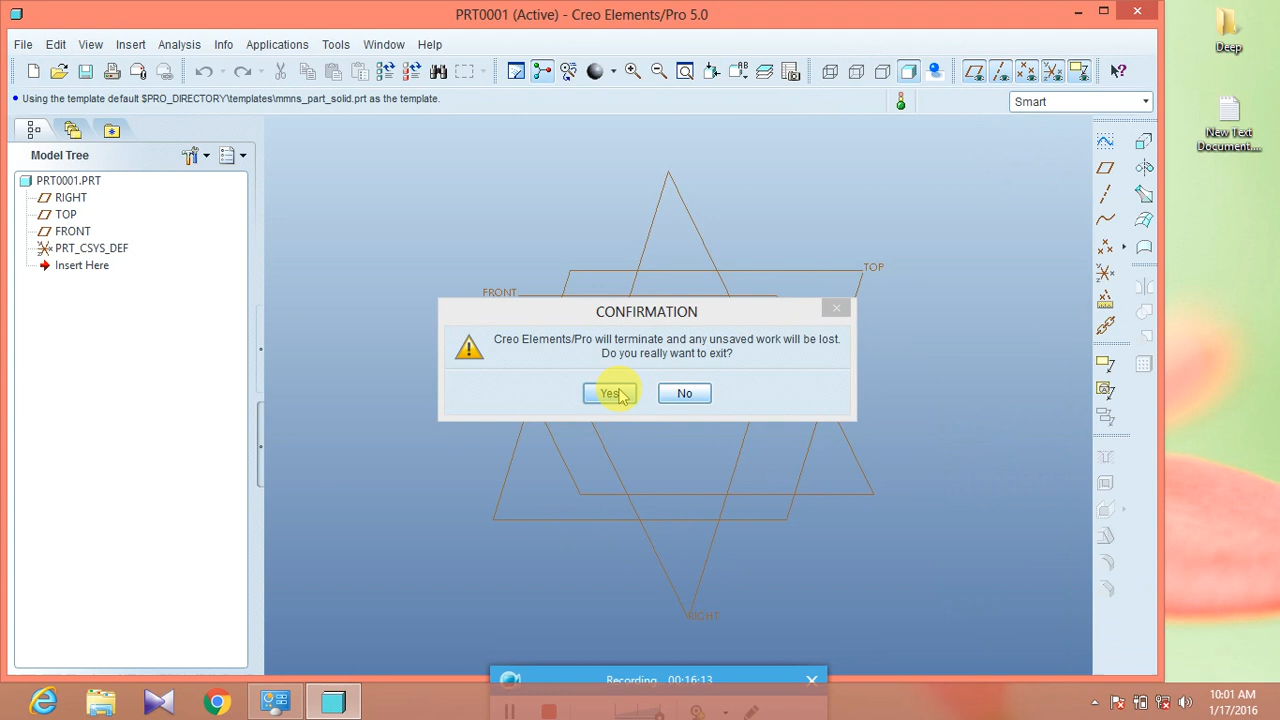 PRT0001 (Active) - Creo Elements/Pro 5.0
File Edit View Insert Analysis Info Applications Tools Window Help
Using the template default $PRO_DIRECTORY\templates\mmns_part_solid.prt as the template.
Smart
Model Tree
PRT0001.PRT
RIGHT
TOP
FRONT
PRT_CSYS_DEF
Insert Here
TOP
FRONT
CONFIRMATION
Creo Elements/Pro will terminate and any unsaved work will be lost.
Do you really want to exit?
Yes No
RIGHT
Recording 00:16:13
Deep
New Text
Document....
10:01 AM
1/17/2016